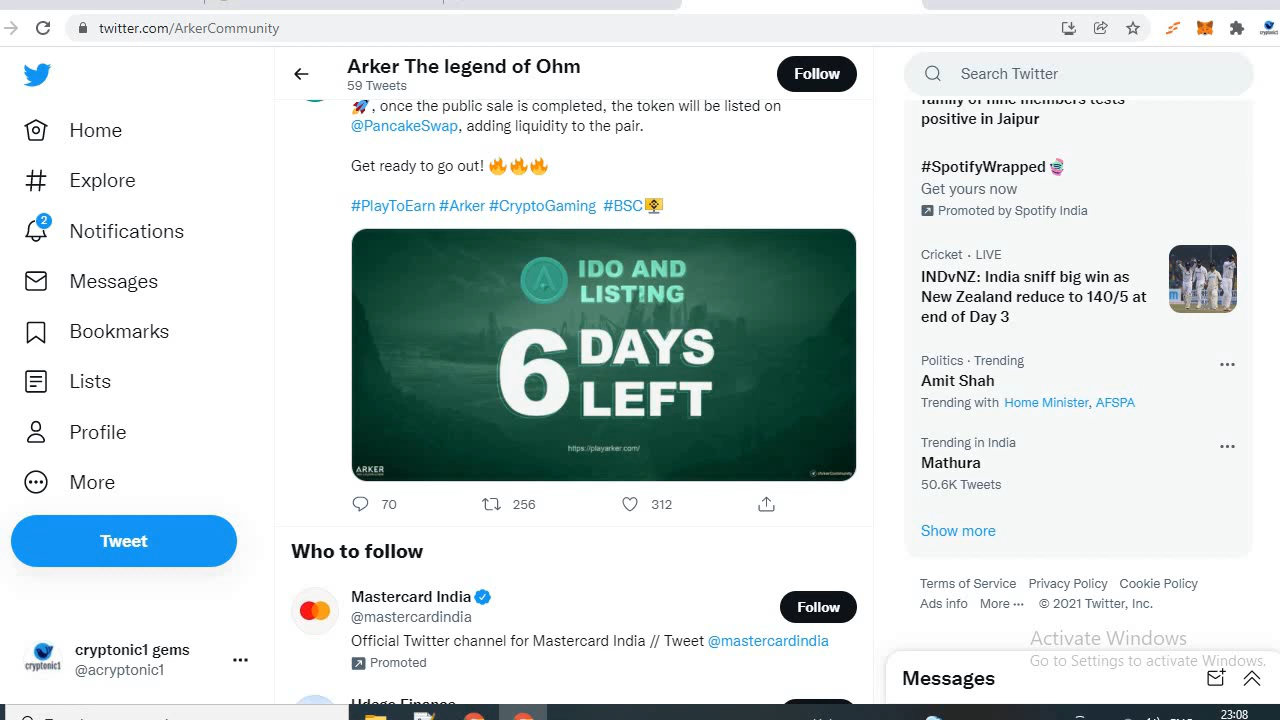 twitter.com/ArkerCommunity
Arker The legend of Ohm
59 Tweets
Follow
Search Twitter
Home
Explore
2
Notifications
Messages
Bookmarks
Lists
Profile
More
Tweet
cryptonic1 gems
@acryptonic1
🚀, once the public sale is completed, the token will be listed on
@PancakeSwap, adding liquidity to the pair.
Get ready to go out! 🔥🔥🔥
#PlayToEarn #Arker #CryptoGaming #BSC
IDO AND
LISTING
6 DAYS
LEFT
https://playarker.com/
ARKER
70
256
312
Who to follow
Mastercard India
@mastercardindia
Follow
Official Twitter channel for Mastercard India // Tweet @mastercardindia
Promoted
family of nine members tests
positive in Jaipur
#SpotifyWrapped
Get yours now
Promoted by Spotify India
Cricket · LIVE
INDvNZ: India sniff big win as
New Zealand reduce to 140/5 at
end of Day 3
Politics · Trending
Amit Shah
Trending with Home Minister, AFSPA
Trending in India
Mathura
50.6K Tweets
Show more
Terms of Service Privacy Policy Cookie Policy
Ads info More ··· © 2021 Twitter, Inc.
Activate Windows
Go to Settings to activate Windows.
Messages
23:08